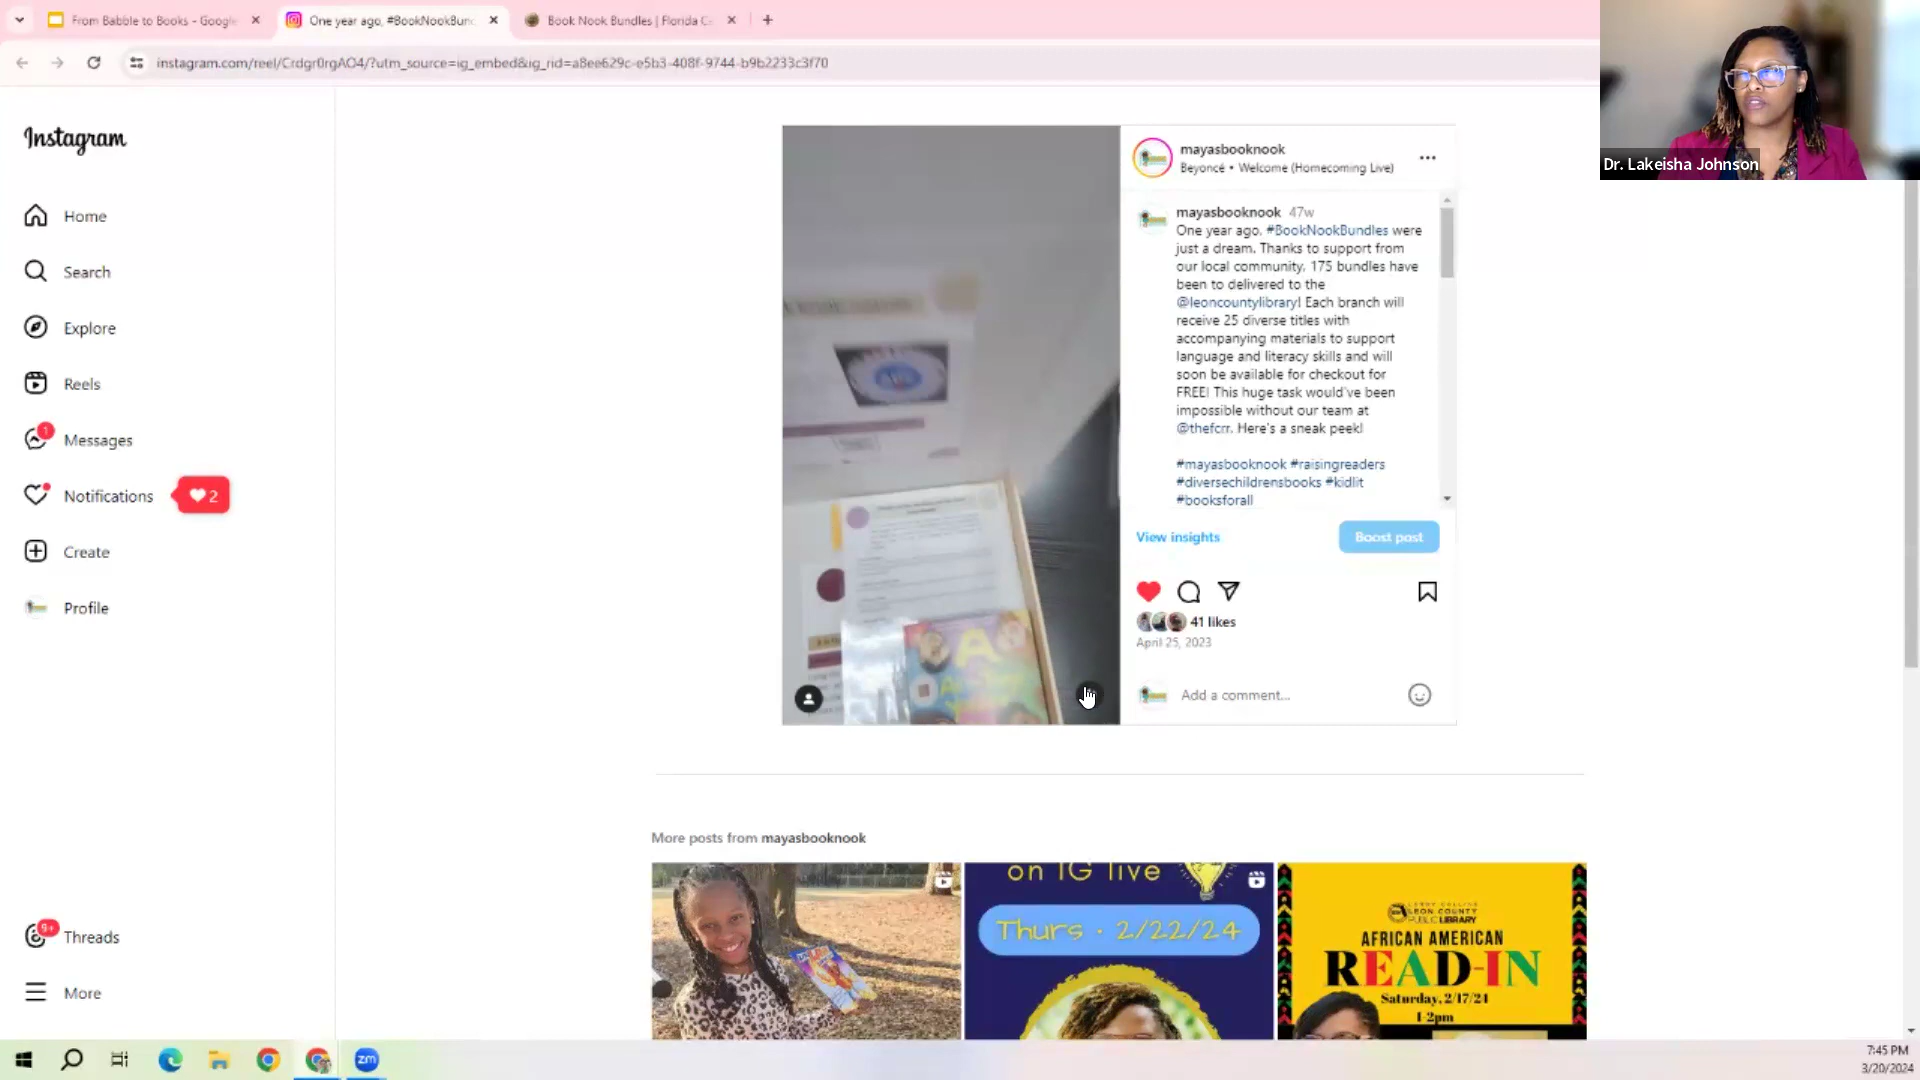 From Babble to Books - Google
One year ago, #BookNookBun
Book Nook Bundles | Florida C
instagram.com/reel/Crdgr0rgAO4/?utm_source=ig_embed&ig_rid=a8ee629c-e5b3-408f-9744-b9b2233c3f70
Dr. Lakeisha Johnson
Instagram
Home
Search
Explore
Reels
1
Messages
Notifications
2
Create
Profile
9+
Threads
More
mayasbooknook
Beyoncé • Welcome (Homecoming Live)
mayasbooknook 47w
One year ago, #BookNookBundles were
just a dream. Thanks to support from
our local community, 175 bundles have
been to delivered to the
@leoncountylibrary! Each branch will
receive 25 diverse titles with
accompanying materials to support
language and literacy skills and will
soon be available for checkout for
FREE! This huge task would've been
impossible without our team at
@thefcrr. Here's a sneak peek!
#mayasbooknook #raisingreaders
#diversechildrensbooks #kidlit
#booksforall
View insights
Boost post
41 likes
April 25, 2023
Add a comment...
More posts from mayasbooknook
on IG live
Thurs · 2/22/24
LEON COUNTY
PUBLIC LIBRARY
AFRICAN AMERICAN
READ-IN
Saturday, 2/17/24
1-2pm
zm
7:45 PM
3/20/2024